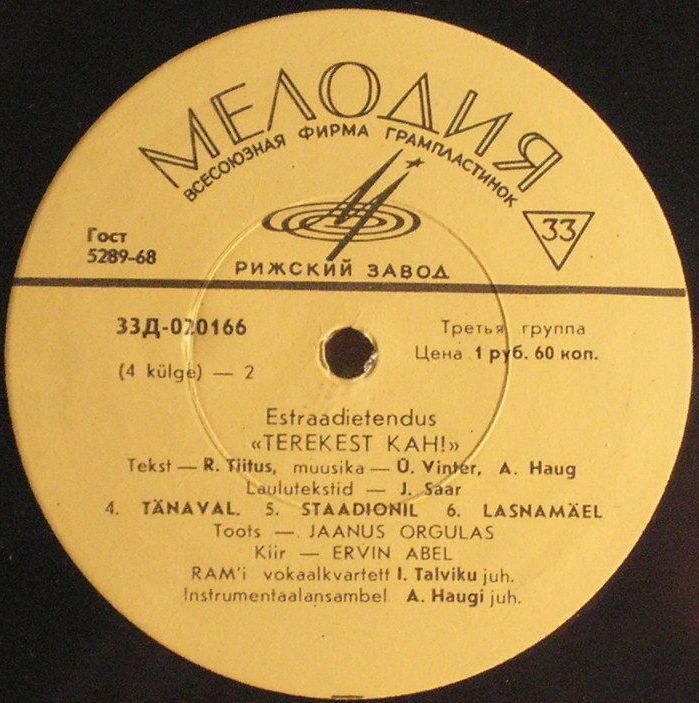 МЕЛОДИЯ
ВСЕСОЮЗНАЯ ФИРМА ГРАМПЛАСТИНОК
33
Гост
5289-68
РИЖСКИЙ ЗАВОД
33Д-020166
Третья группа
Цена 1 руб. 60 коп.
(4 külge) — 2
Estraadietendus
«TEREKEST KAH!»
Tekst — R. Tiitus, muusika — Ü. Vinter, A. Haug
Laulutekstid — J. Saar
4. TÄNAVAL. 5. STAADIONIL 6. LASNAMÄEL
Toots — JAANUS ORGULAS
Kiir — ERVIN ABEL
RAM'i vokaalkvartett I. Talviku juh.
Instrumentaalansambel A. Haugi juh.